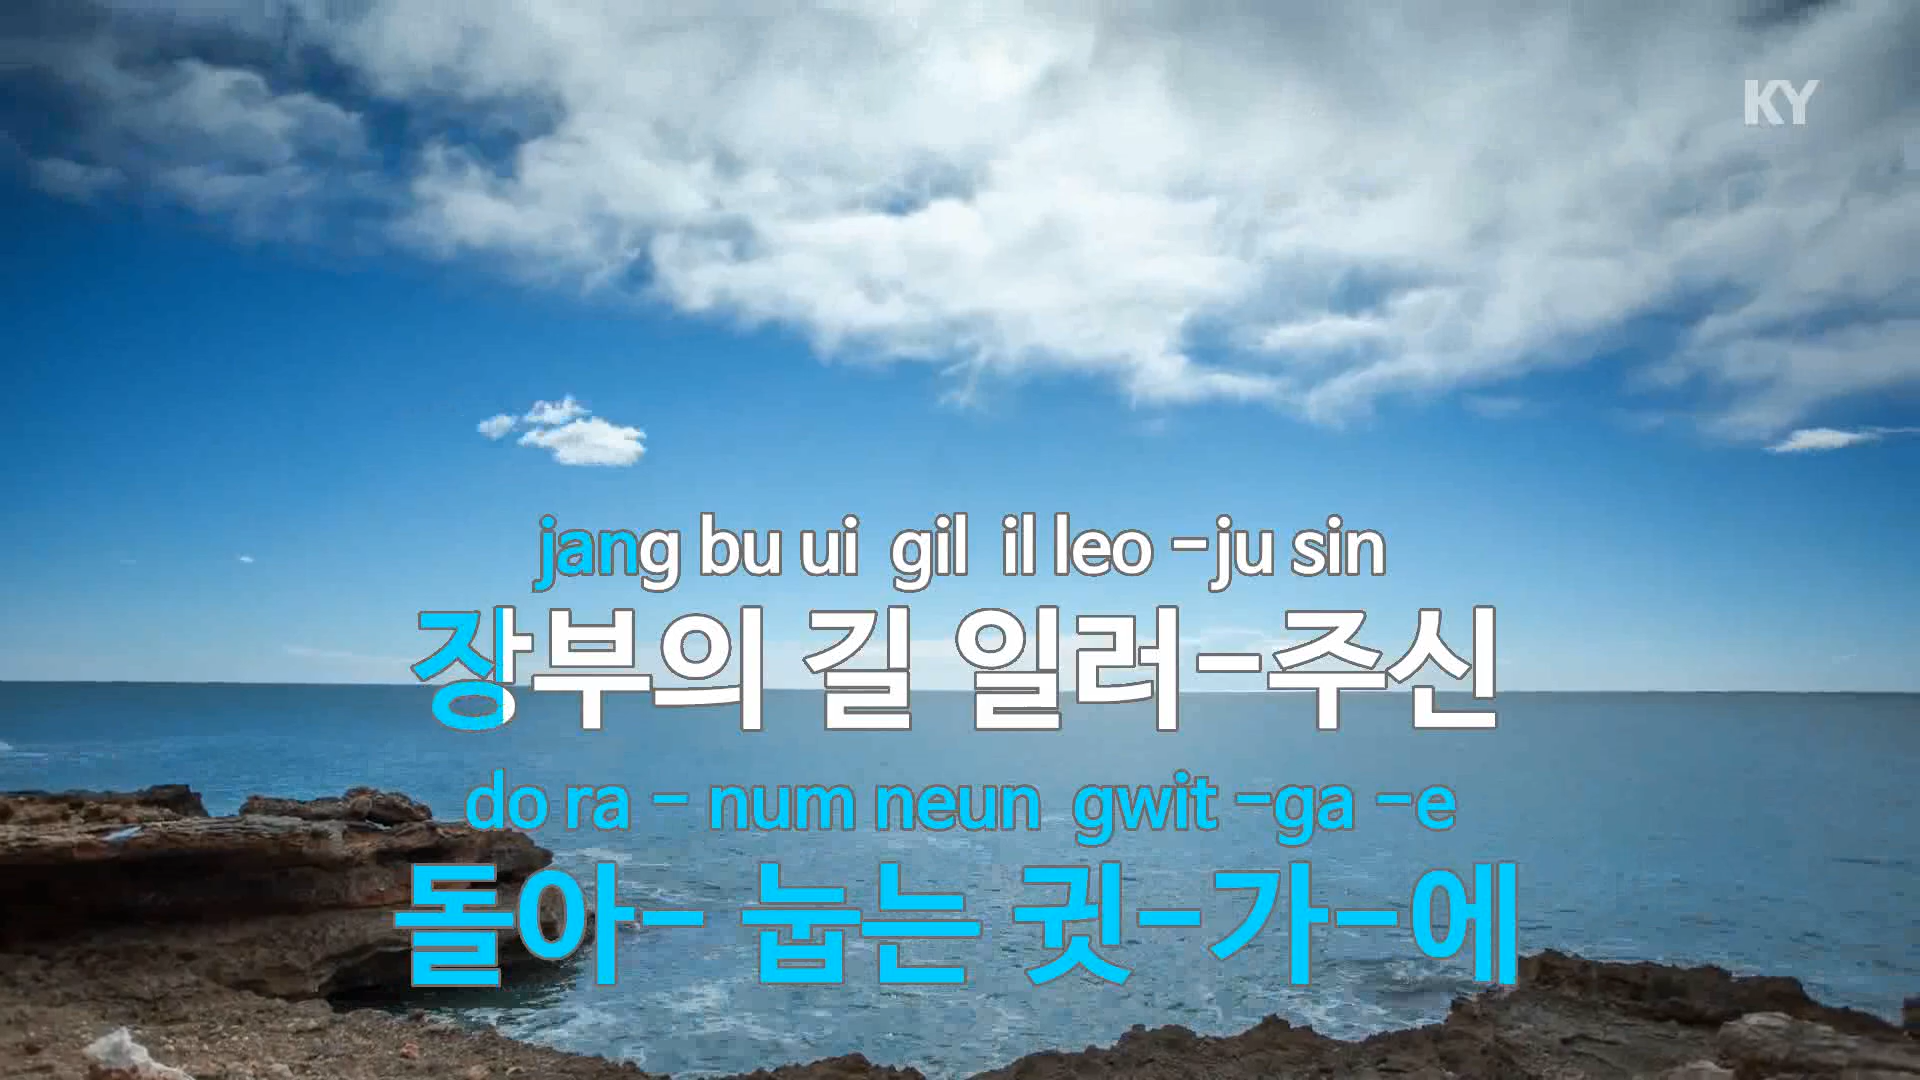 KY
jang bu ui gil il leo -ju sin
장부의 길 일러-주신
do ra - num neun gwit -ga -e
돌아- 눕는 귓-가-에